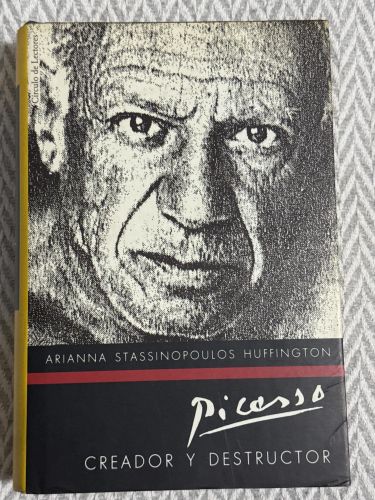 Círculo de Lectores
ARIANNA STASSINOPOULOS HUFFINGTON
Picasso
CREADOR Y DESTRUCTOR